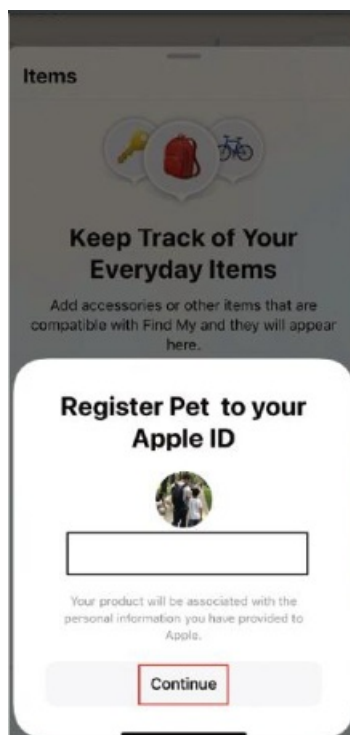 Items
Keep Track of Your
Everyday Items
Add accessories or other items that are
compatible with Find My and they will appear
here.
Register Pet to your
Apple ID
Your product will be associated with the
personal information you have provided to
Apple.
Continue